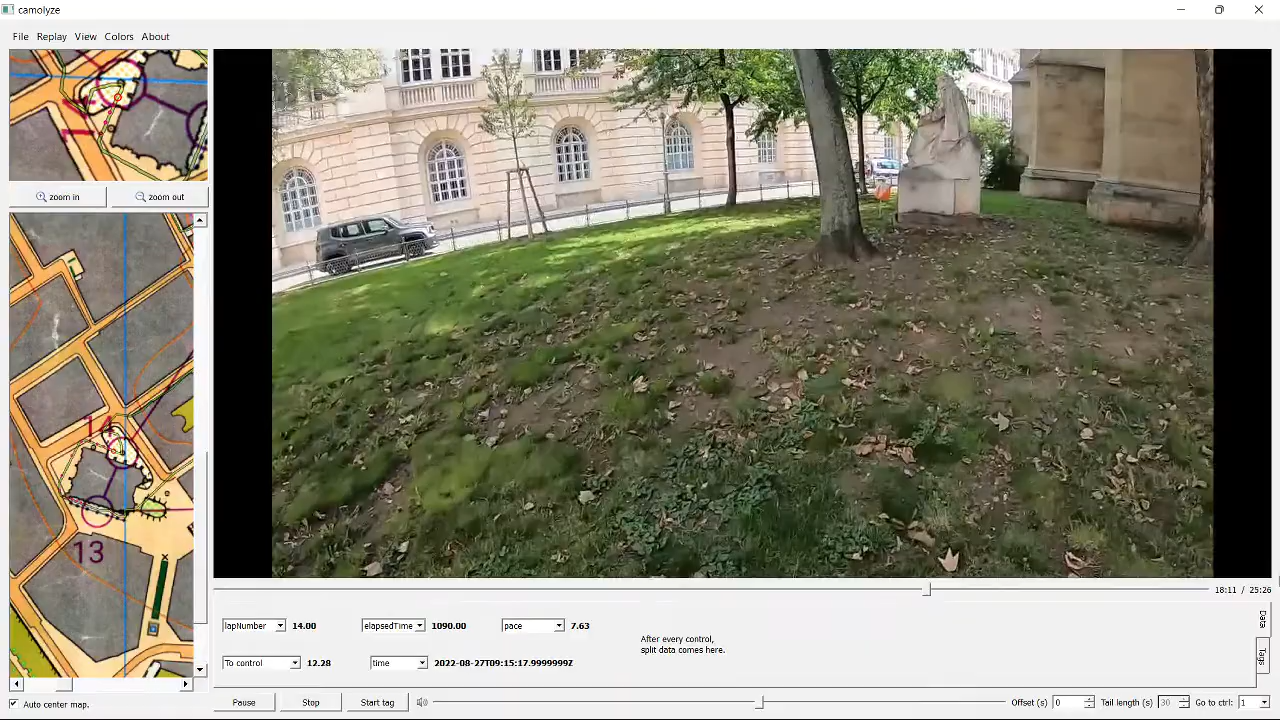 camolyze
File Replay View Colors About
zoom in zoom out
14
13
18:11 / 25:26
lapNumber 14.00 elapsedTime 1090.00 pace 7.63
After every control,
split data comes here.
To control 12.28 time 2022-08-27T09:15:17.9999999Z
Data
Tags
Pause Stop Start tag Offset (s) 0 Tail length (s) 30 Go to ctrl: 1
Auto center map.